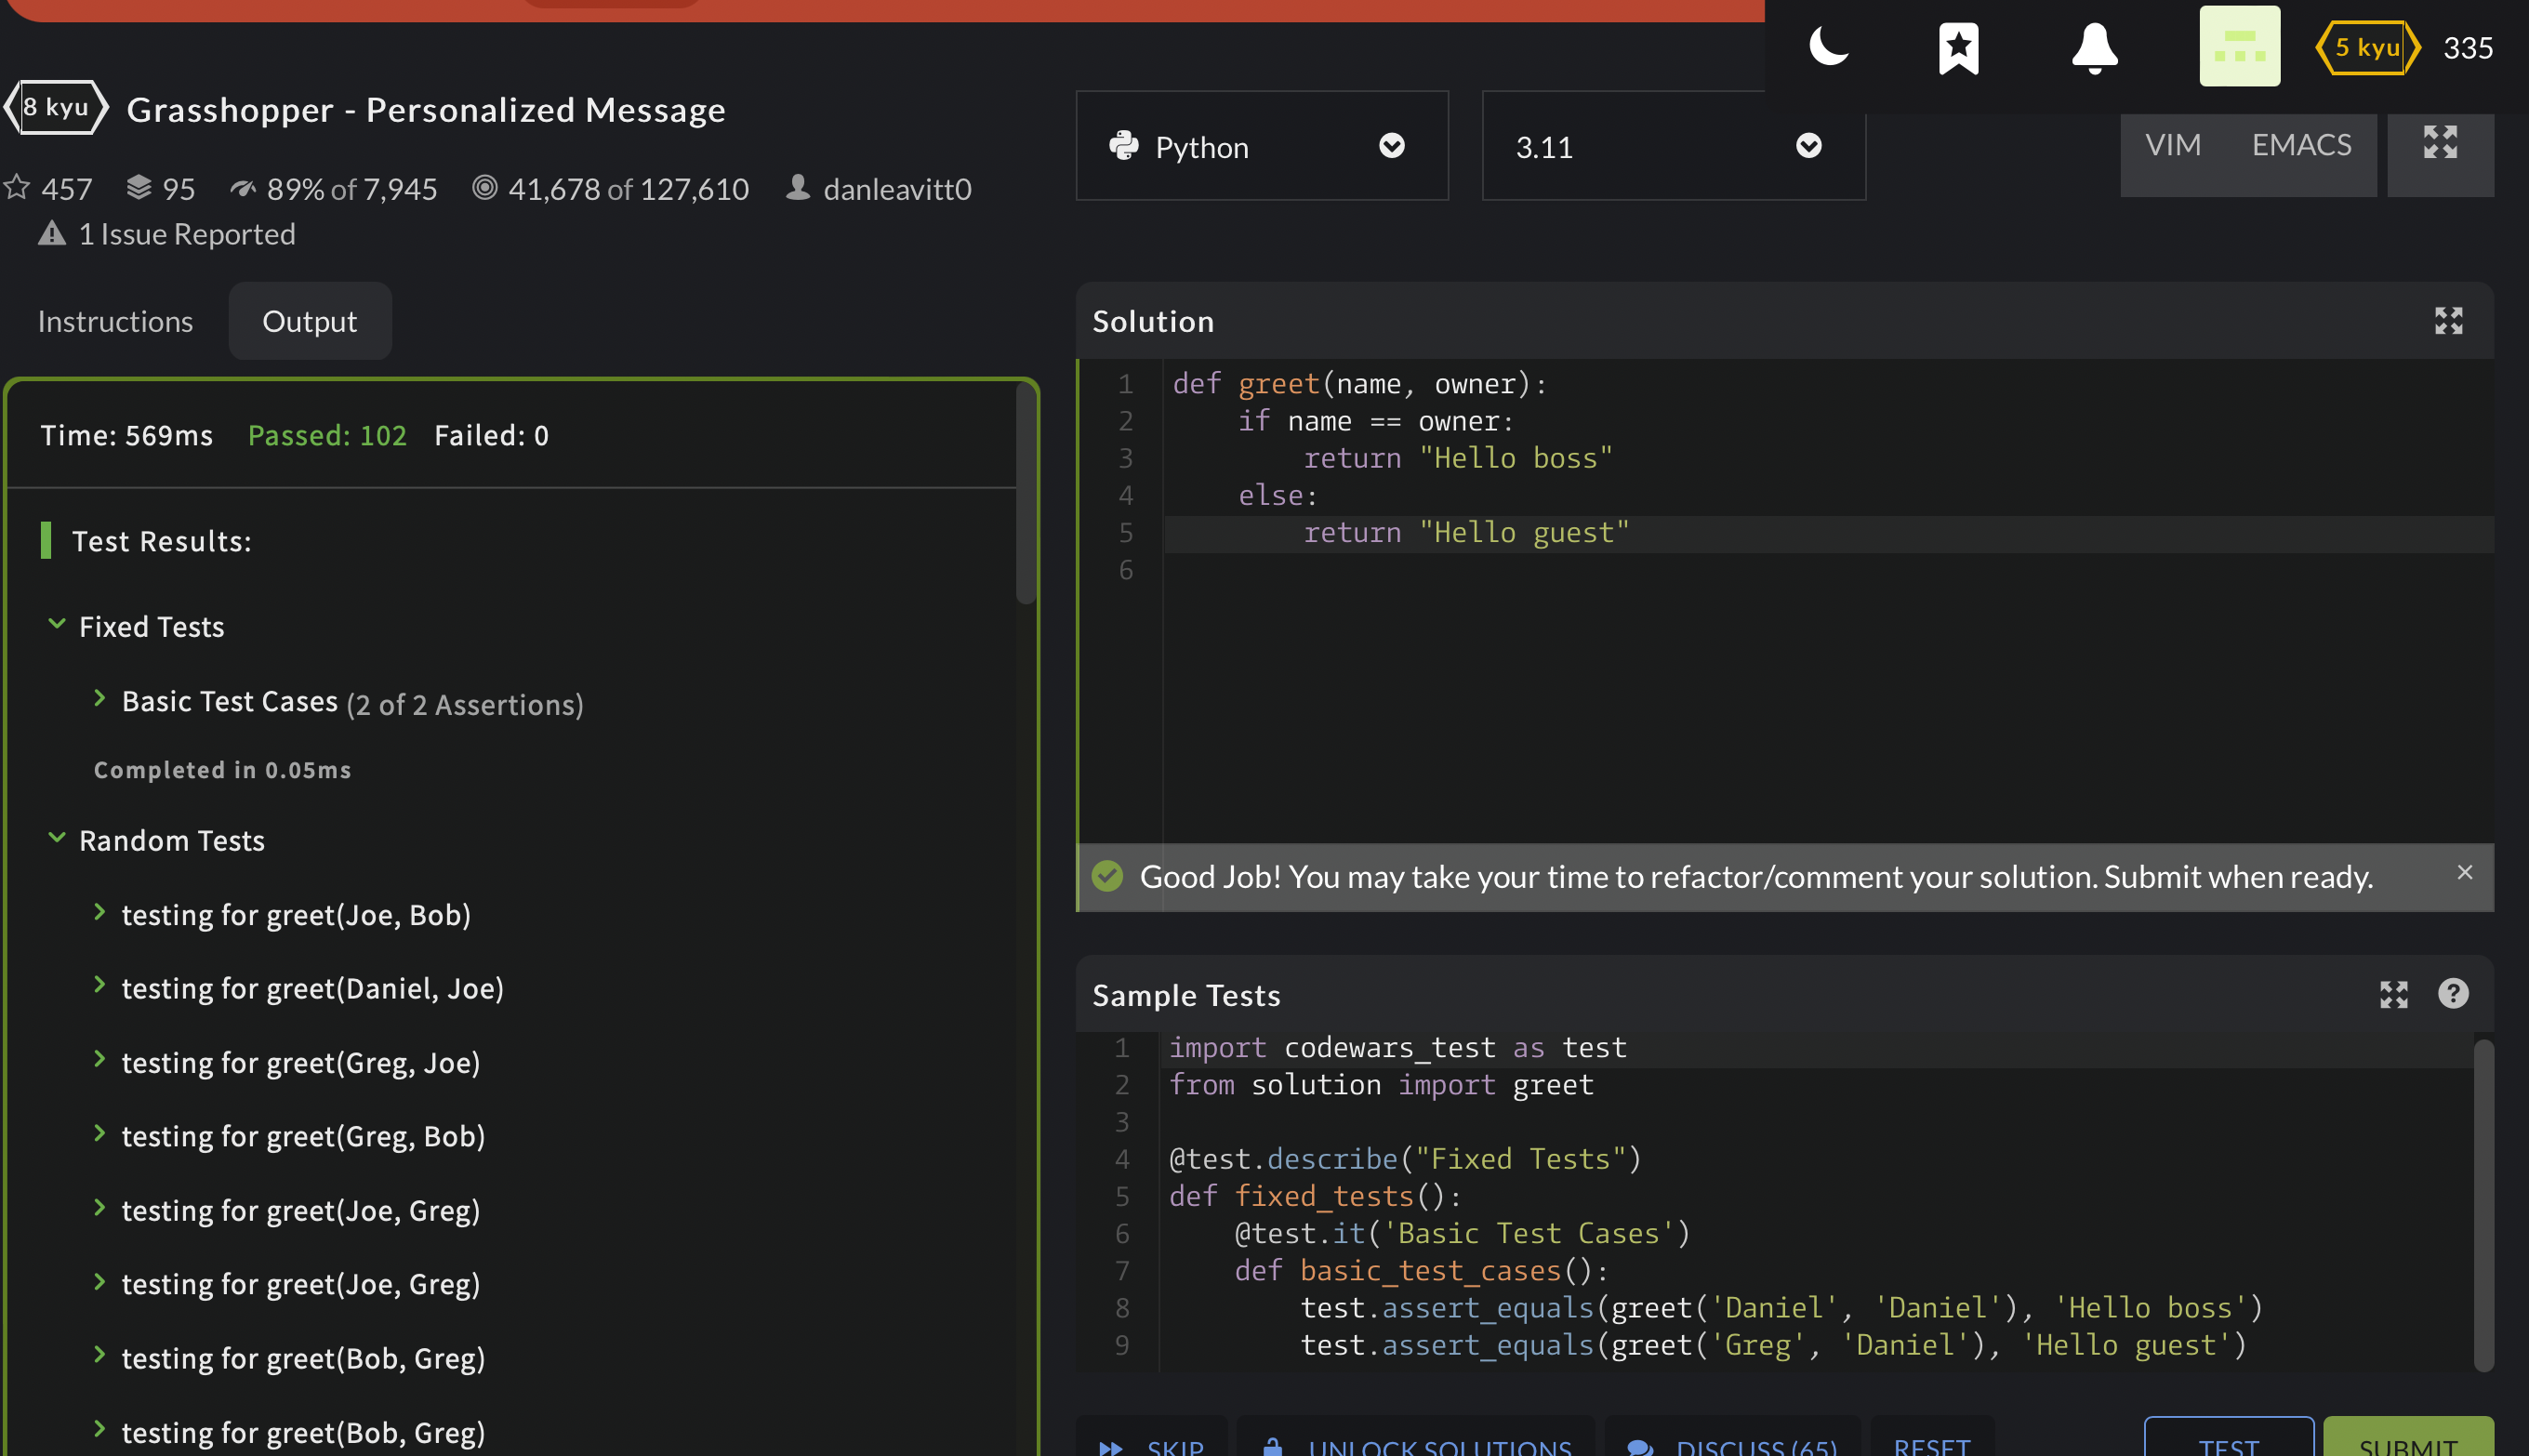 5 kyu 335
8 kyu Grasshopper - Personalized Message
457 95 89% of 7,945 41,678 of 127,610 danleavitt0
1 Issue Reported
Python 3.11 VIM EMACS
Instructions Output
Time: 569ms Passed: 102 Failed: 0
Test Results:
Fixed Tests
Basic Test Cases (2 of 2 Assertions)
Completed in 0.05ms
Random Tests
testing for greet(Joe, Bob)
testing for greet(Daniel, Joe)
testing for greet(Greg, Joe)
testing for greet(Greg, Bob)
testing for greet(Joe, Greg)
testing for greet(Joe, Greg)
testing for greet(Bob, Greg)
testing for greet(Bob, Greg)
Solution
1 def greet(name, owner):
2     if name == owner:
3         return "Hello boss"
4     else:
5         return "Hello guest"
6
Good Job! You may take your time to refactor/comment your solution. Submit when ready.
Sample Tests
1 import codewars_test as test
2 from solution import greet
3
4 @test.describe("Fixed Tests")
5 def fixed_tests():
6     @test.it('Basic Test Cases')
7     def basic_test_cases():
8         test.assert_equals(greet('Daniel', 'Daniel'), 'Hello boss')
9         test.assert_equals(greet('Greg', 'Daniel'), 'Hello guest')
SKIP UNLOCK SOLUTIONS DISCUSS (65) RESET TEST SUBMIT